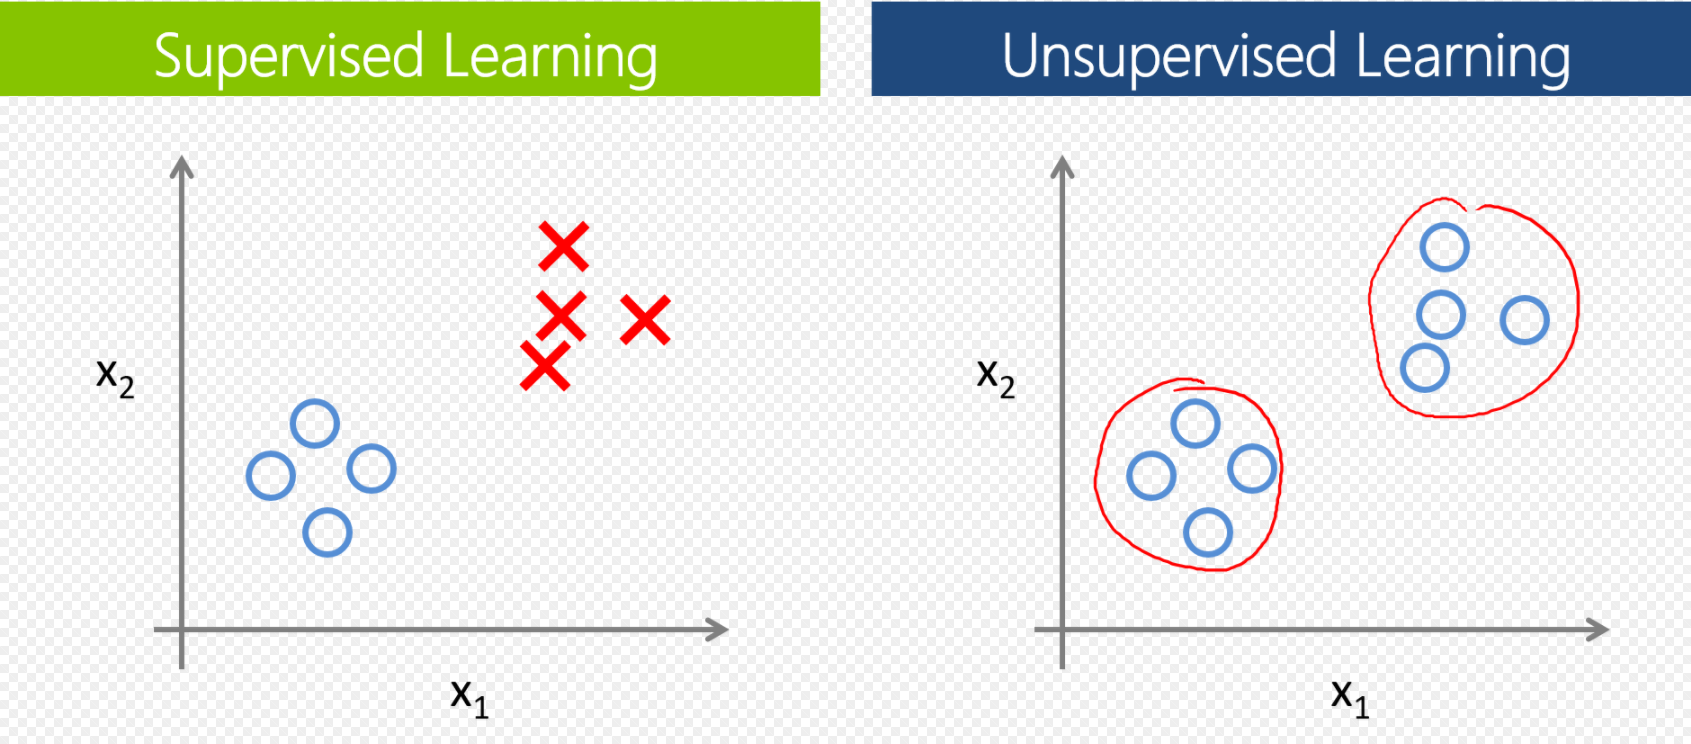 Supervised Learning
x₂
x₁
Unsupervised Learning
x₂
x₁